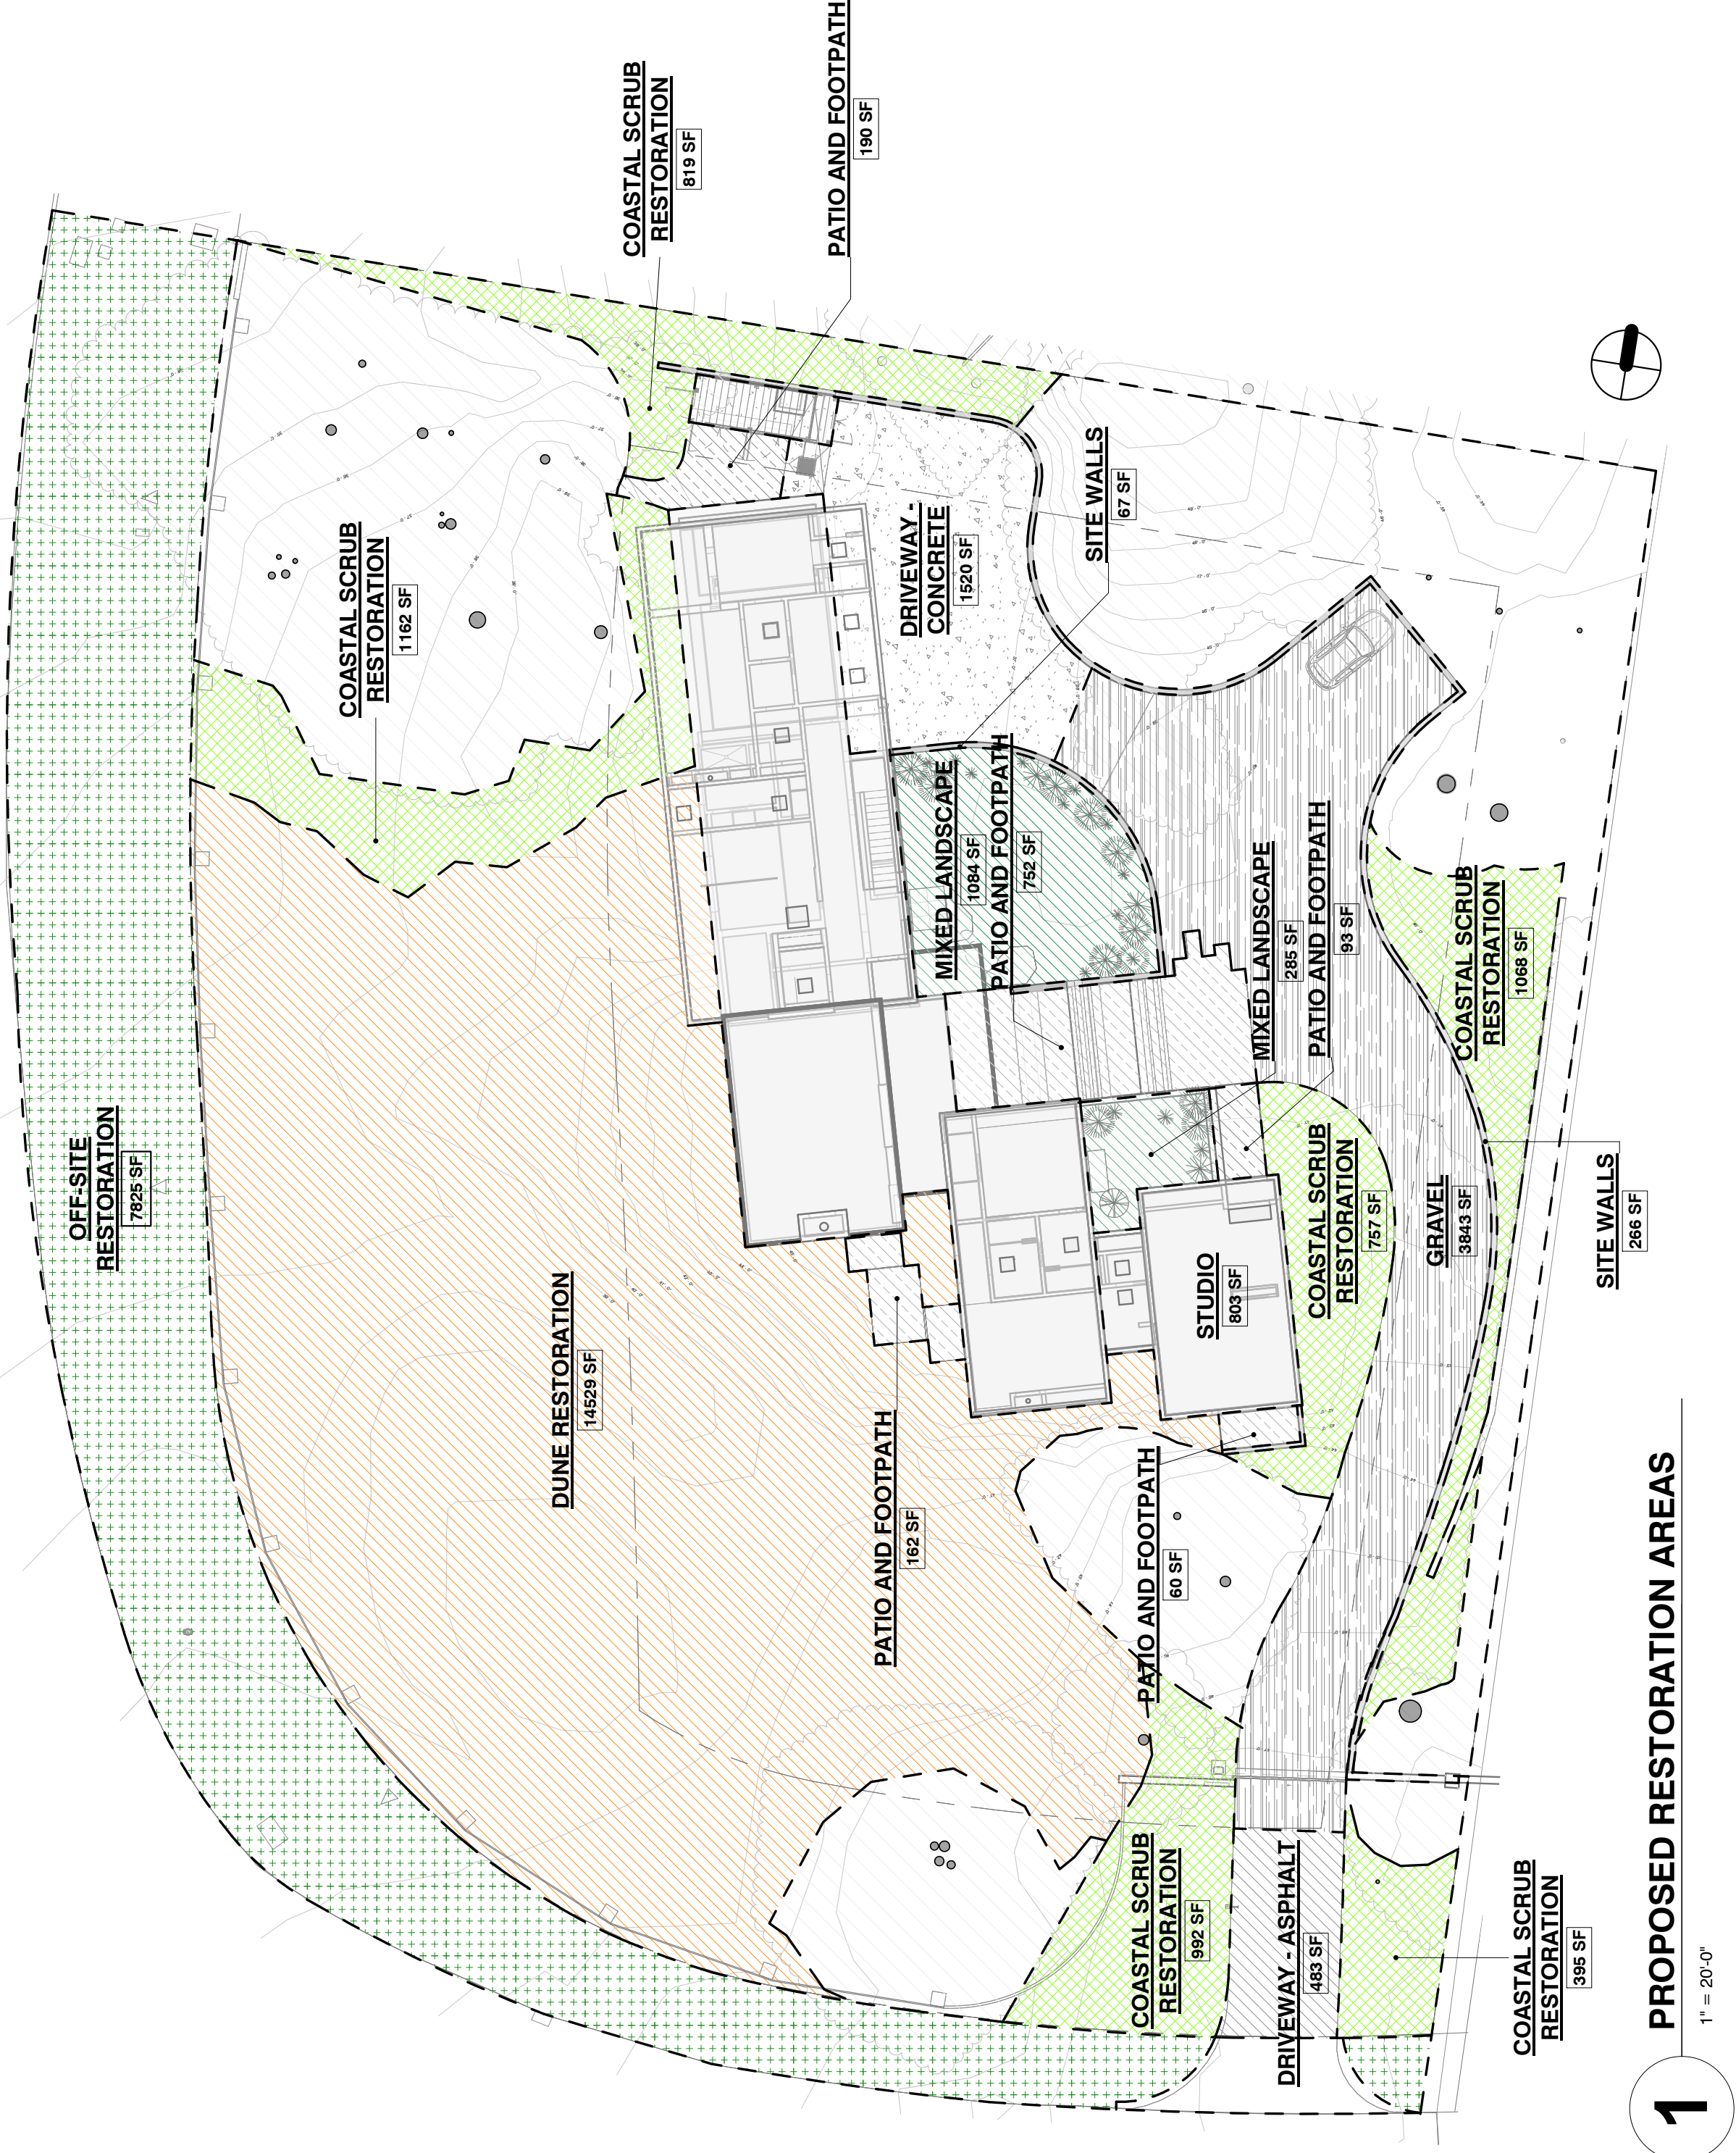 COASTAL SCRUB
RESTORATION
819 SF
PATIO AND FOOTPATH
190 SF
COASTAL SCRUB
RESTORATION
1162 SF
SITE WALLS
67 SF
DRIVEWAY -
CONCRETE
1520 SF
MIXED LANDSCAPE
1084 SF
PATIO AND FOOTPATH
752 SF
MIXED LANDSCAPE
285 SF
PATIO AND FOOTPATH
93 SF
COASTAL SCRUB
RESTORATION
1068 SF
OFF-SITE
RESTORATION
7825 SF
DUNE RESTORATION
14529 SF
STUDIO
803 SF
COASTAL SCRUB
RESTORATION
757 SF
GRAVEL
3843 SF
SITE WALLS
266 SF
PATIO AND FOOTPATH
162 SF
PATIO AND FOOTPATH
60 SF
COASTAL SCRUB
RESTORATION
992 SF
DRIVEWAY - ASPHALT
483 SF
COASTAL SCRUB
RESTORATION
395 SF
1
PROPOSED RESTORATION AREAS
1" = 20'-0"